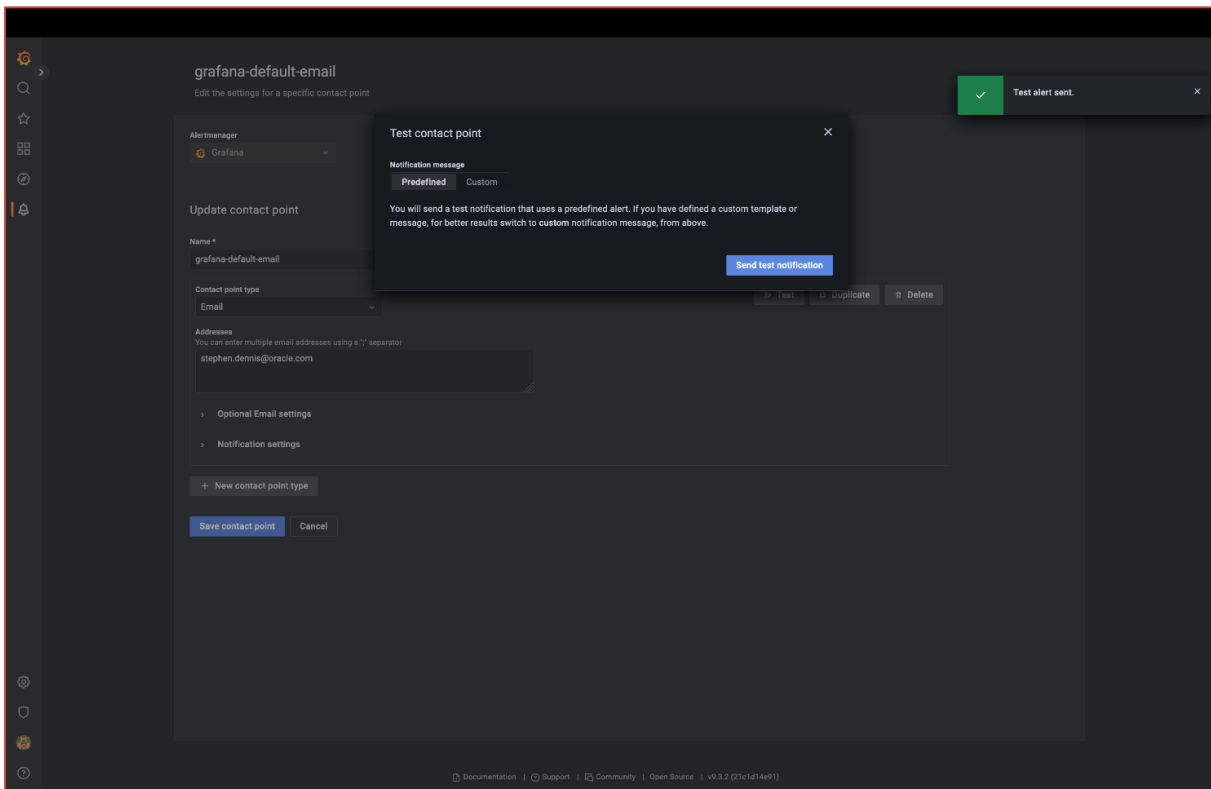 grafana-default-email
Edit the settings for a specific contact point
Test alert sent.
Alertmanager
Grafana
Test contact point
Notification message
Predefined Custom
You will send a test notification that uses a predefined alert. If you have defined a custom template or
message, for better results switch to custom notification message, from above.
Send test notification
Update contact point
Name *
grafana-default-email
Contact point type
Email
Test Duplicate Delete
Addresses
You can enter multiple email addresses using a ";" separator
stephen.dennis@oracle.com
Optional Email settings
Notification settings
+ New contact point type
Save contact point Cancel
Documentation | Support | Community | Open Source | v9.3.2 (21c1d14e91)